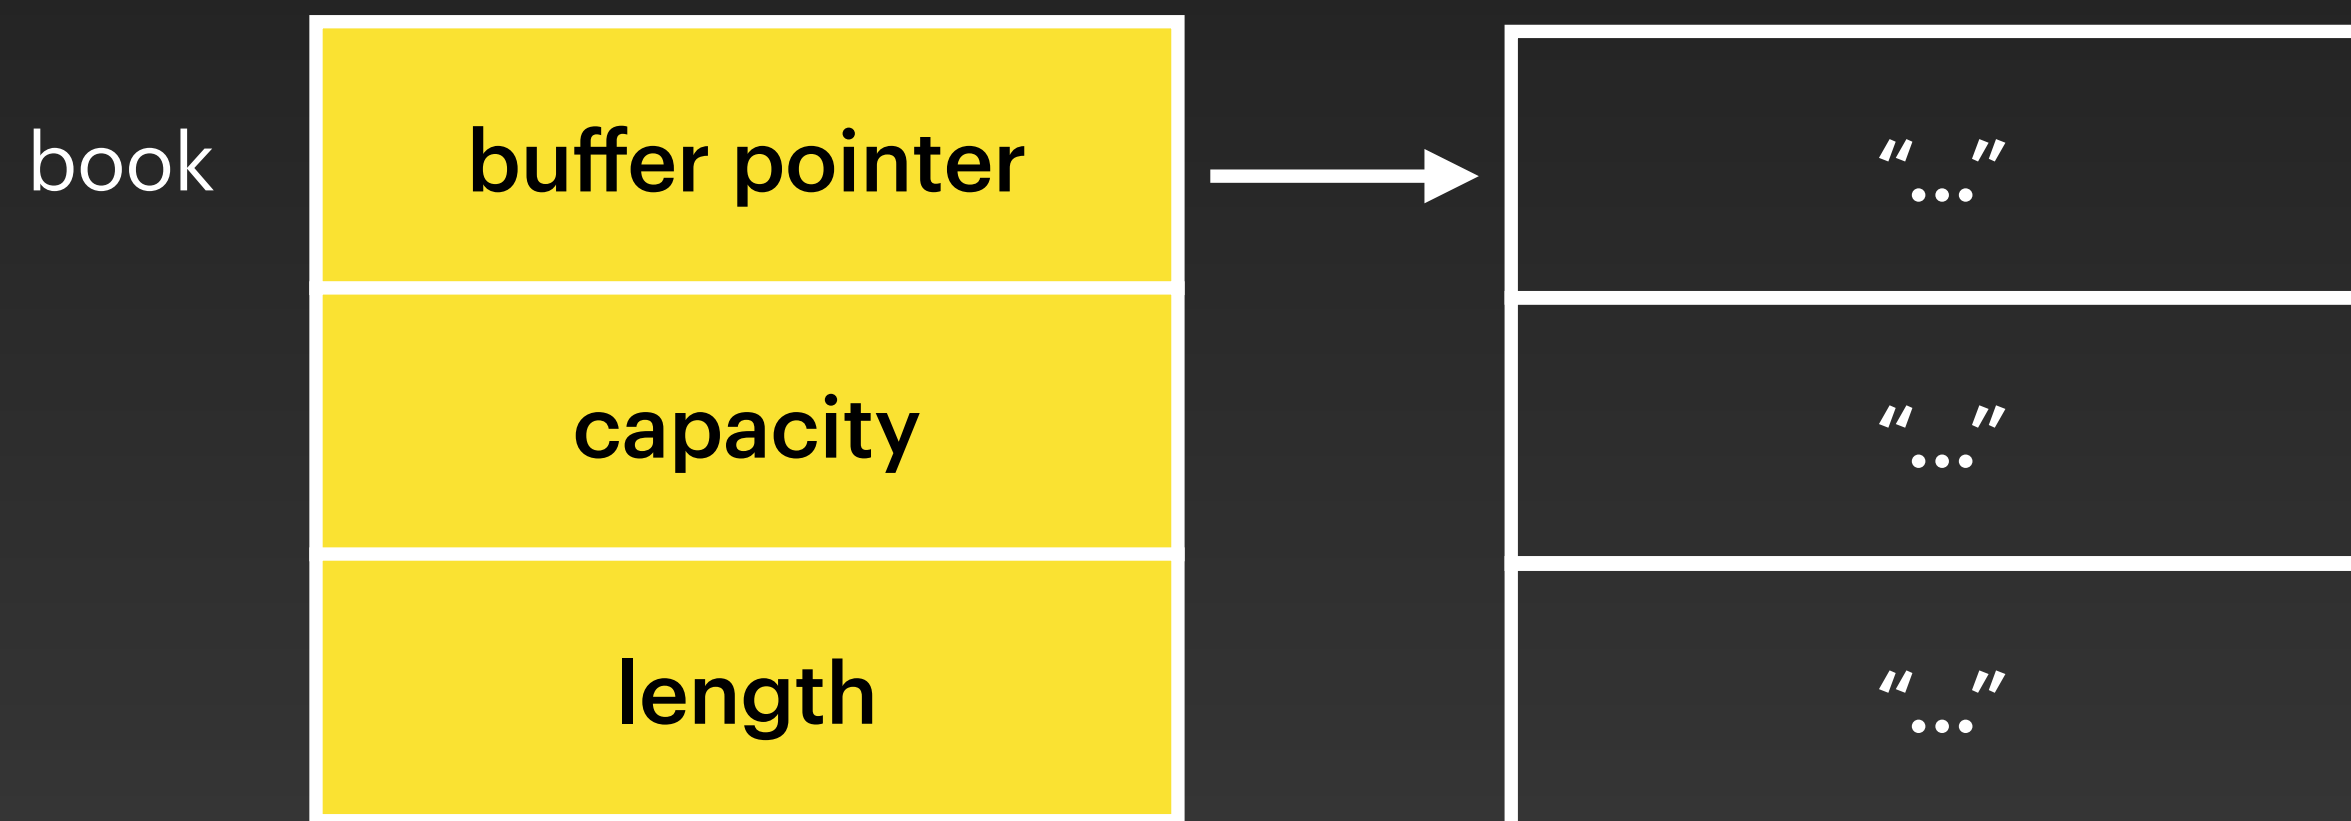 book
buffer pointer
“...”
capacity
“...”
length
“...”